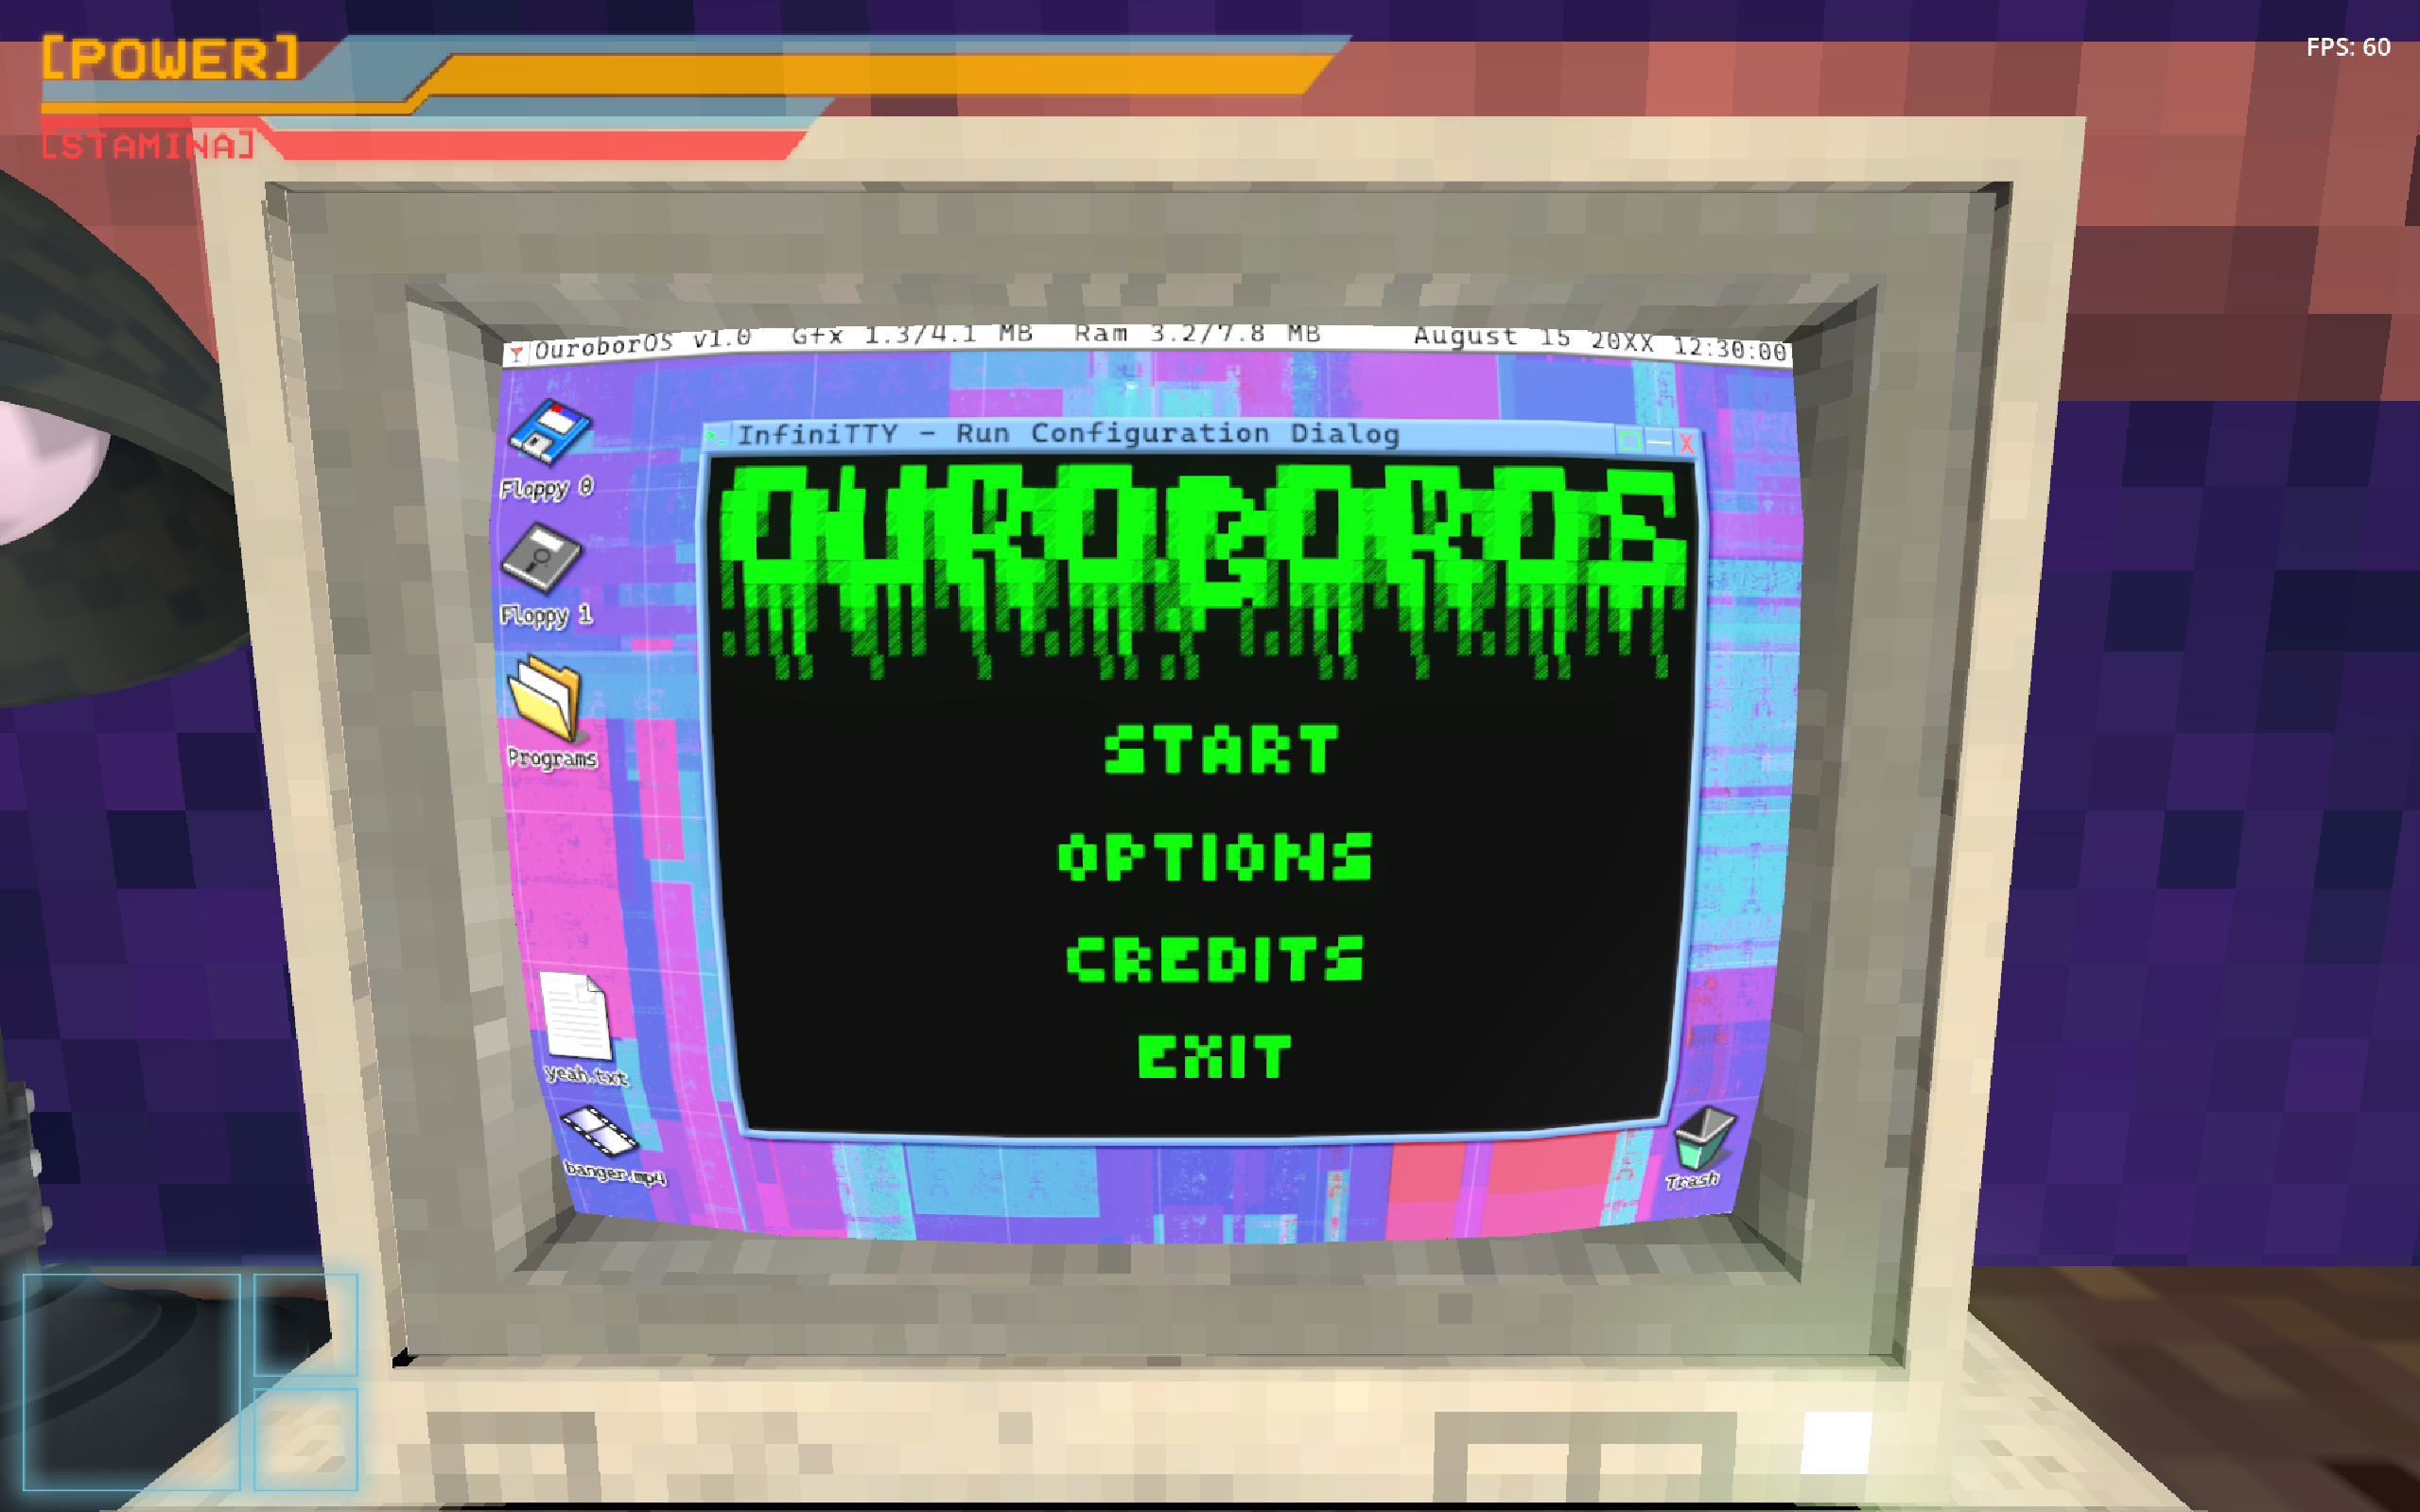 [POWER]
FPS: 60
[STAMINA]
OuroborOS v1.0 Gfx 1.3/4.1 MB Ram 3.2/7.8 MB August 15 20XX 12:30:00
InfiniTTY - Run Configuration Dialog
OUROBOROS
Floppy 0
Floppy 1
Programs
START
OPTIONS
CREDITS
EXIT
yeah.txt
banger.mp4
Trash